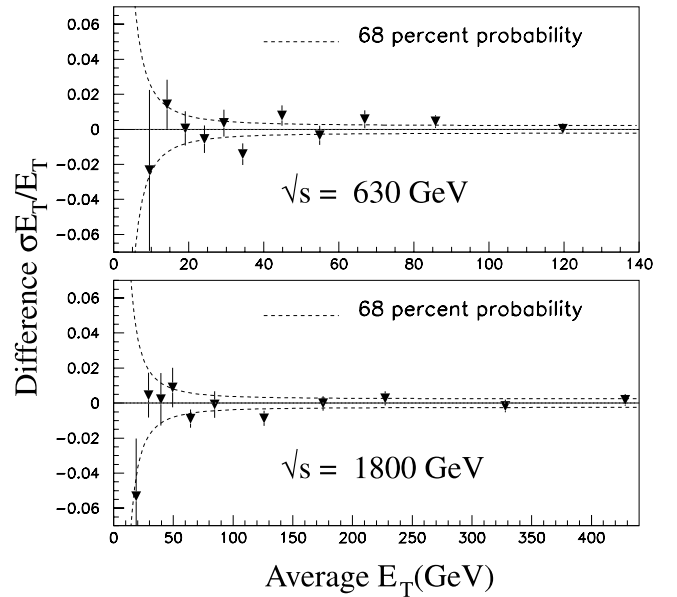 0.06
68 percent probability
0.04
0.02
0
-0.02
-0.04
√s = 630 GeV
-0.06
0 20 40 60 80 100 120 140
Difference σE_T/E_T
0.06
68 percent probability
0.04
0.02
0
-0.02
-0.04
√s = 1800 GeV
-0.06
0 50 100 150 200 250 300 350 400
Average E_T(GeV)